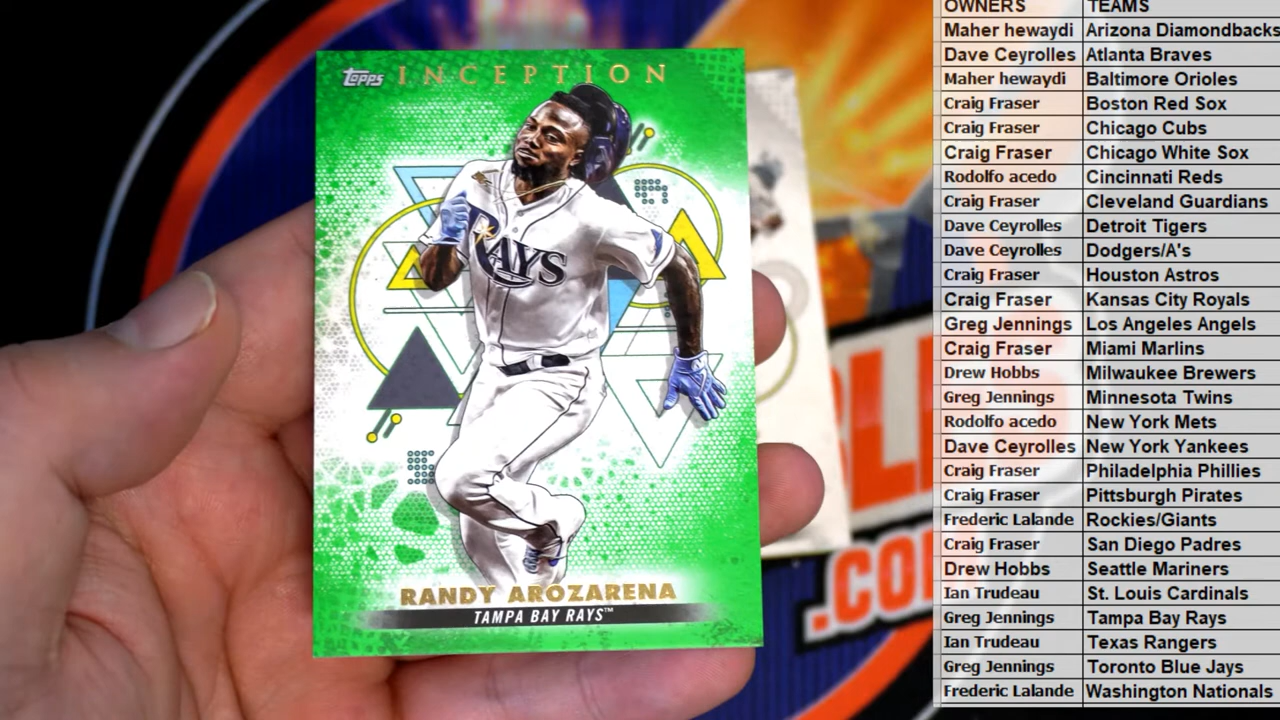 topps INCEPTION
RAYS
RANDY AROZARENA
TAMPA BAY RAYS™
.CO
OWNERS TEAMS
Maher hewaydi Arizona Diamondbacks
Dave Ceyrolles Atlanta Braves
Maher hewaydi Baltimore Orioles
Craig Fraser Boston Red Sox
Craig Fraser Chicago Cubs
Craig Fraser Chicago White Sox
Rodolfo acedo Cincinnati Reds
Craig Fraser Cleveland Guardians
Dave Ceyrolles Detroit Tigers
Dave Ceyrolles Dodgers/A's
Craig Fraser Houston Astros
Craig Fraser Kansas City Royals
Greg Jennings Los Angeles Angels
Craig Fraser Miami Marlins
Drew Hobbs Milwaukee Brewers
Greg Jennings Minnesota Twins
Rodolfo acedo New York Mets
Dave Ceyrolles New York Yankees
Craig Fraser Philadelphia Phillies
Craig Fraser Pittsburgh Pirates
Frederic Lalande Rockies/Giants
Craig Fraser San Diego Padres
Drew Hobbs Seattle Mariners
Ian Trudeau St. Louis Cardinals
Greg Jennings Tampa Bay Rays
Ian Trudeau Texas Rangers
Greg Jennings Toronto Blue Jays
Frederic Lalande Washington Nationals